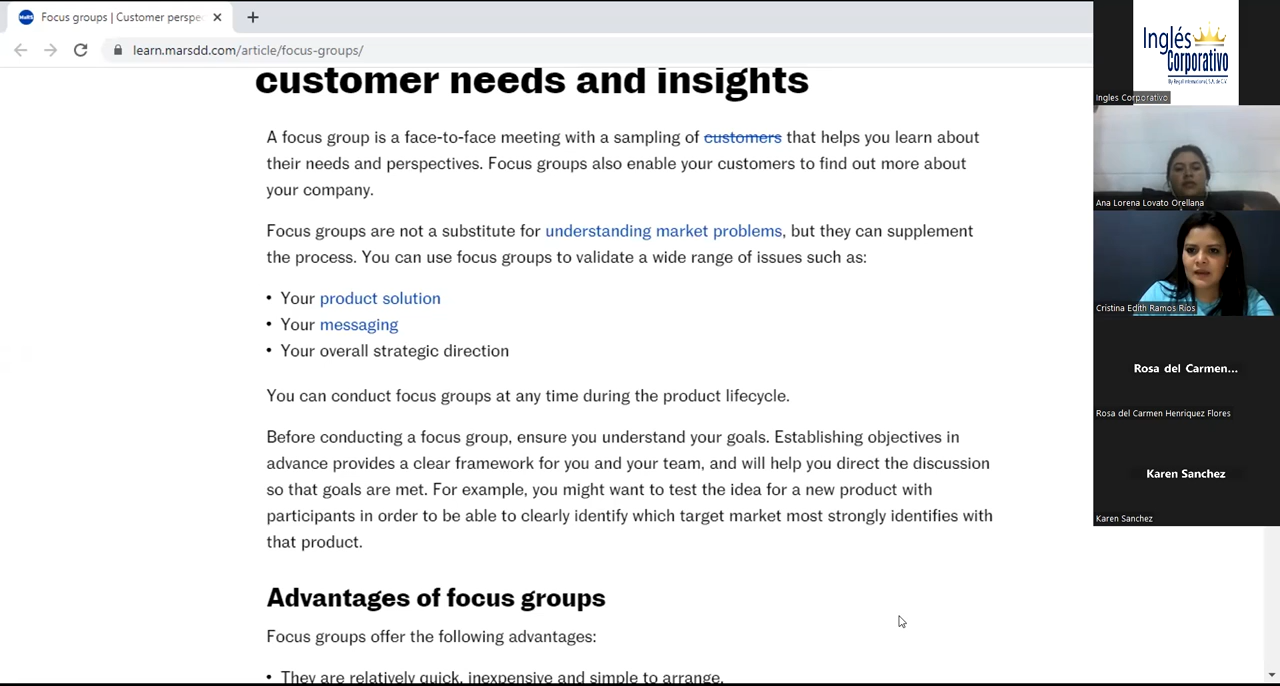 Focus groups | Customer perspe
learn.marsdd.com/article/focus-groups/
customer needs and insights
A focus group is a face-to-face meeting with a sampling of customers that helps you learn about
their needs and perspectives. Focus groups also enable your customers to find out more about
your company.
Focus groups are not a substitute for understanding market problems, but they can supplement
the process. You can use focus groups to validate a wide range of issues such as:
• Your product solution
• Your messaging
• Your overall strategic direction
You can conduct focus groups at any time during the product lifecycle.
Before conducting a focus group, ensure you understand your goals. Establishing objectives in
advance provides a clear framework for you and your team, and will help you direct the discussion
so that goals are met. For example, you might want to test the idea for a new product with
participants in order to be able to clearly identify which target market most strongly identifies with
that product.
Advantages of focus groups
Focus groups offer the following advantages:
• They are relatively quick, inexpensive and simple to arrange.
Inglés
Corporativo
By Regal International, S.A. de C.V.
Ingles Corporativo
Ana Lorena Lovato Orellana
Cristina Edith Ramos Rios
Rosa del Carmen...
Rosa del Carmen Henriquez Flores
Karen Sanchez
Karen Sanchez